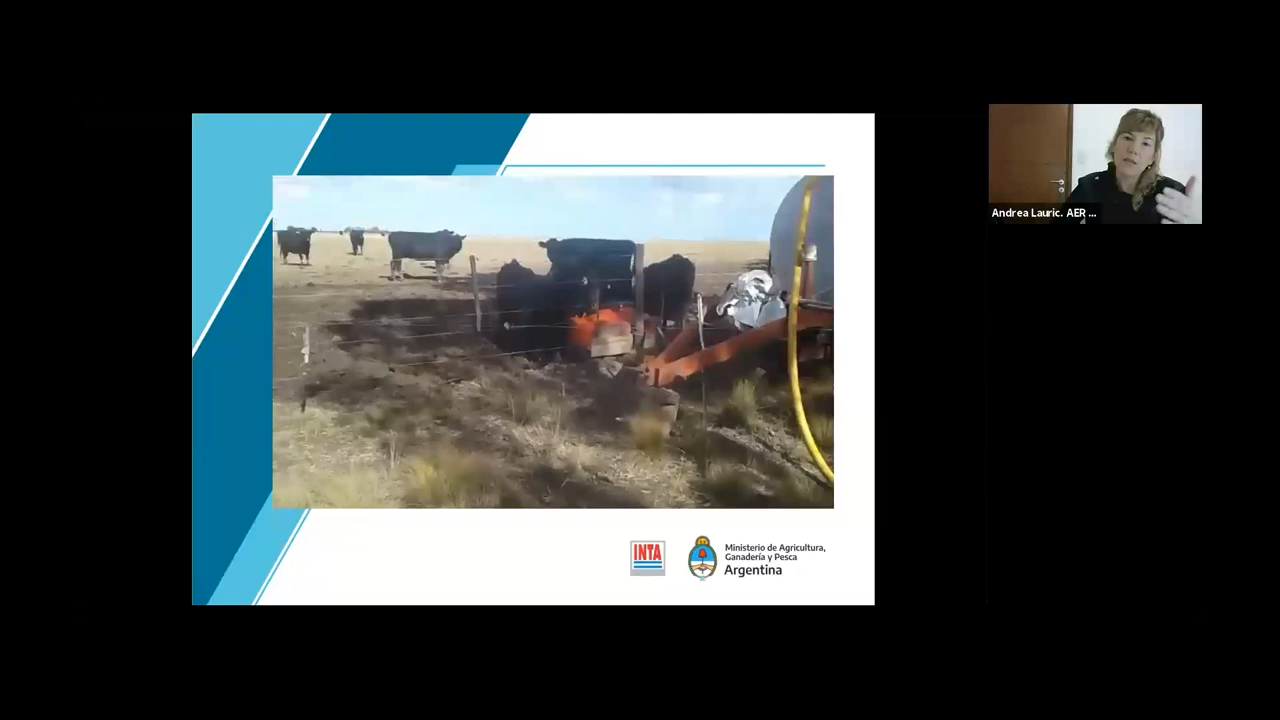 Andrea Lauric. AER ...
INTA
Ministerio de Agricultura,
Ganadería y Pesca
Argentina